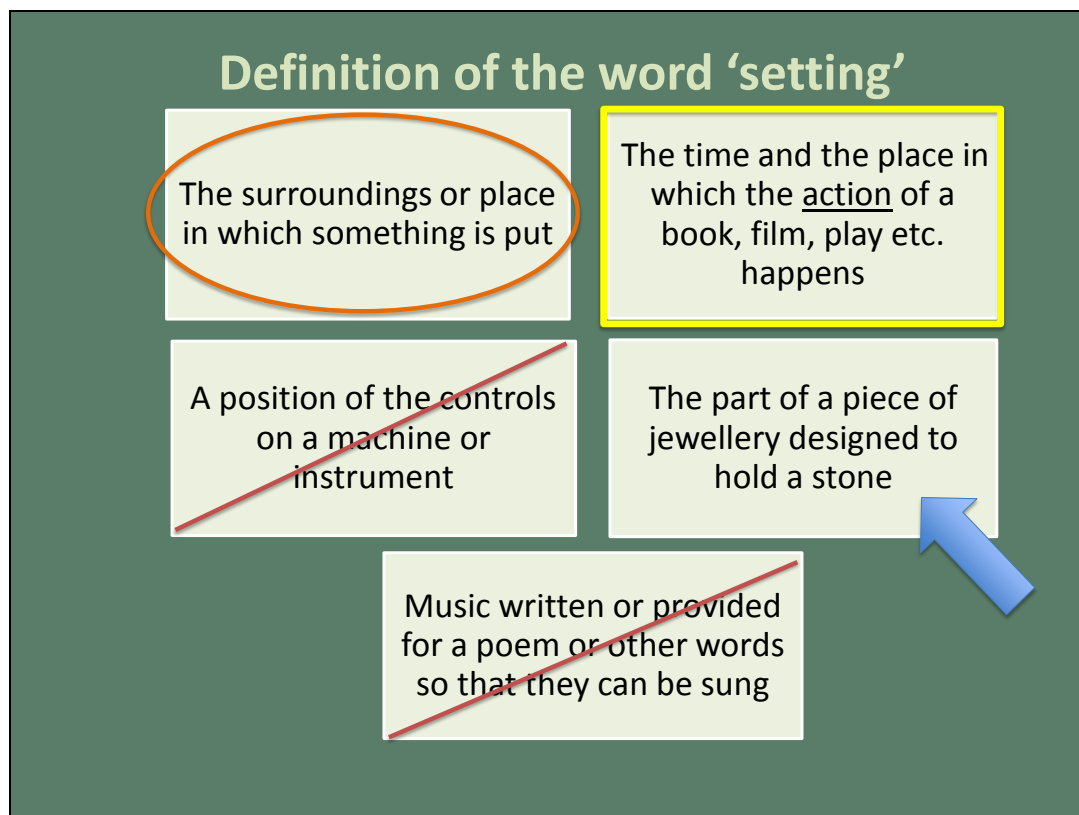 Definition of the word ‘setting’
The surroundings or place
in which something is put
The time and the place in
which the action of a
book, film, play etc.
happens
A position of the controls
on a machine or
instrument
The part of a piece of
jewellery designed to
hold a stone
Music written or provided
for a poem or other words
so that they can be sung